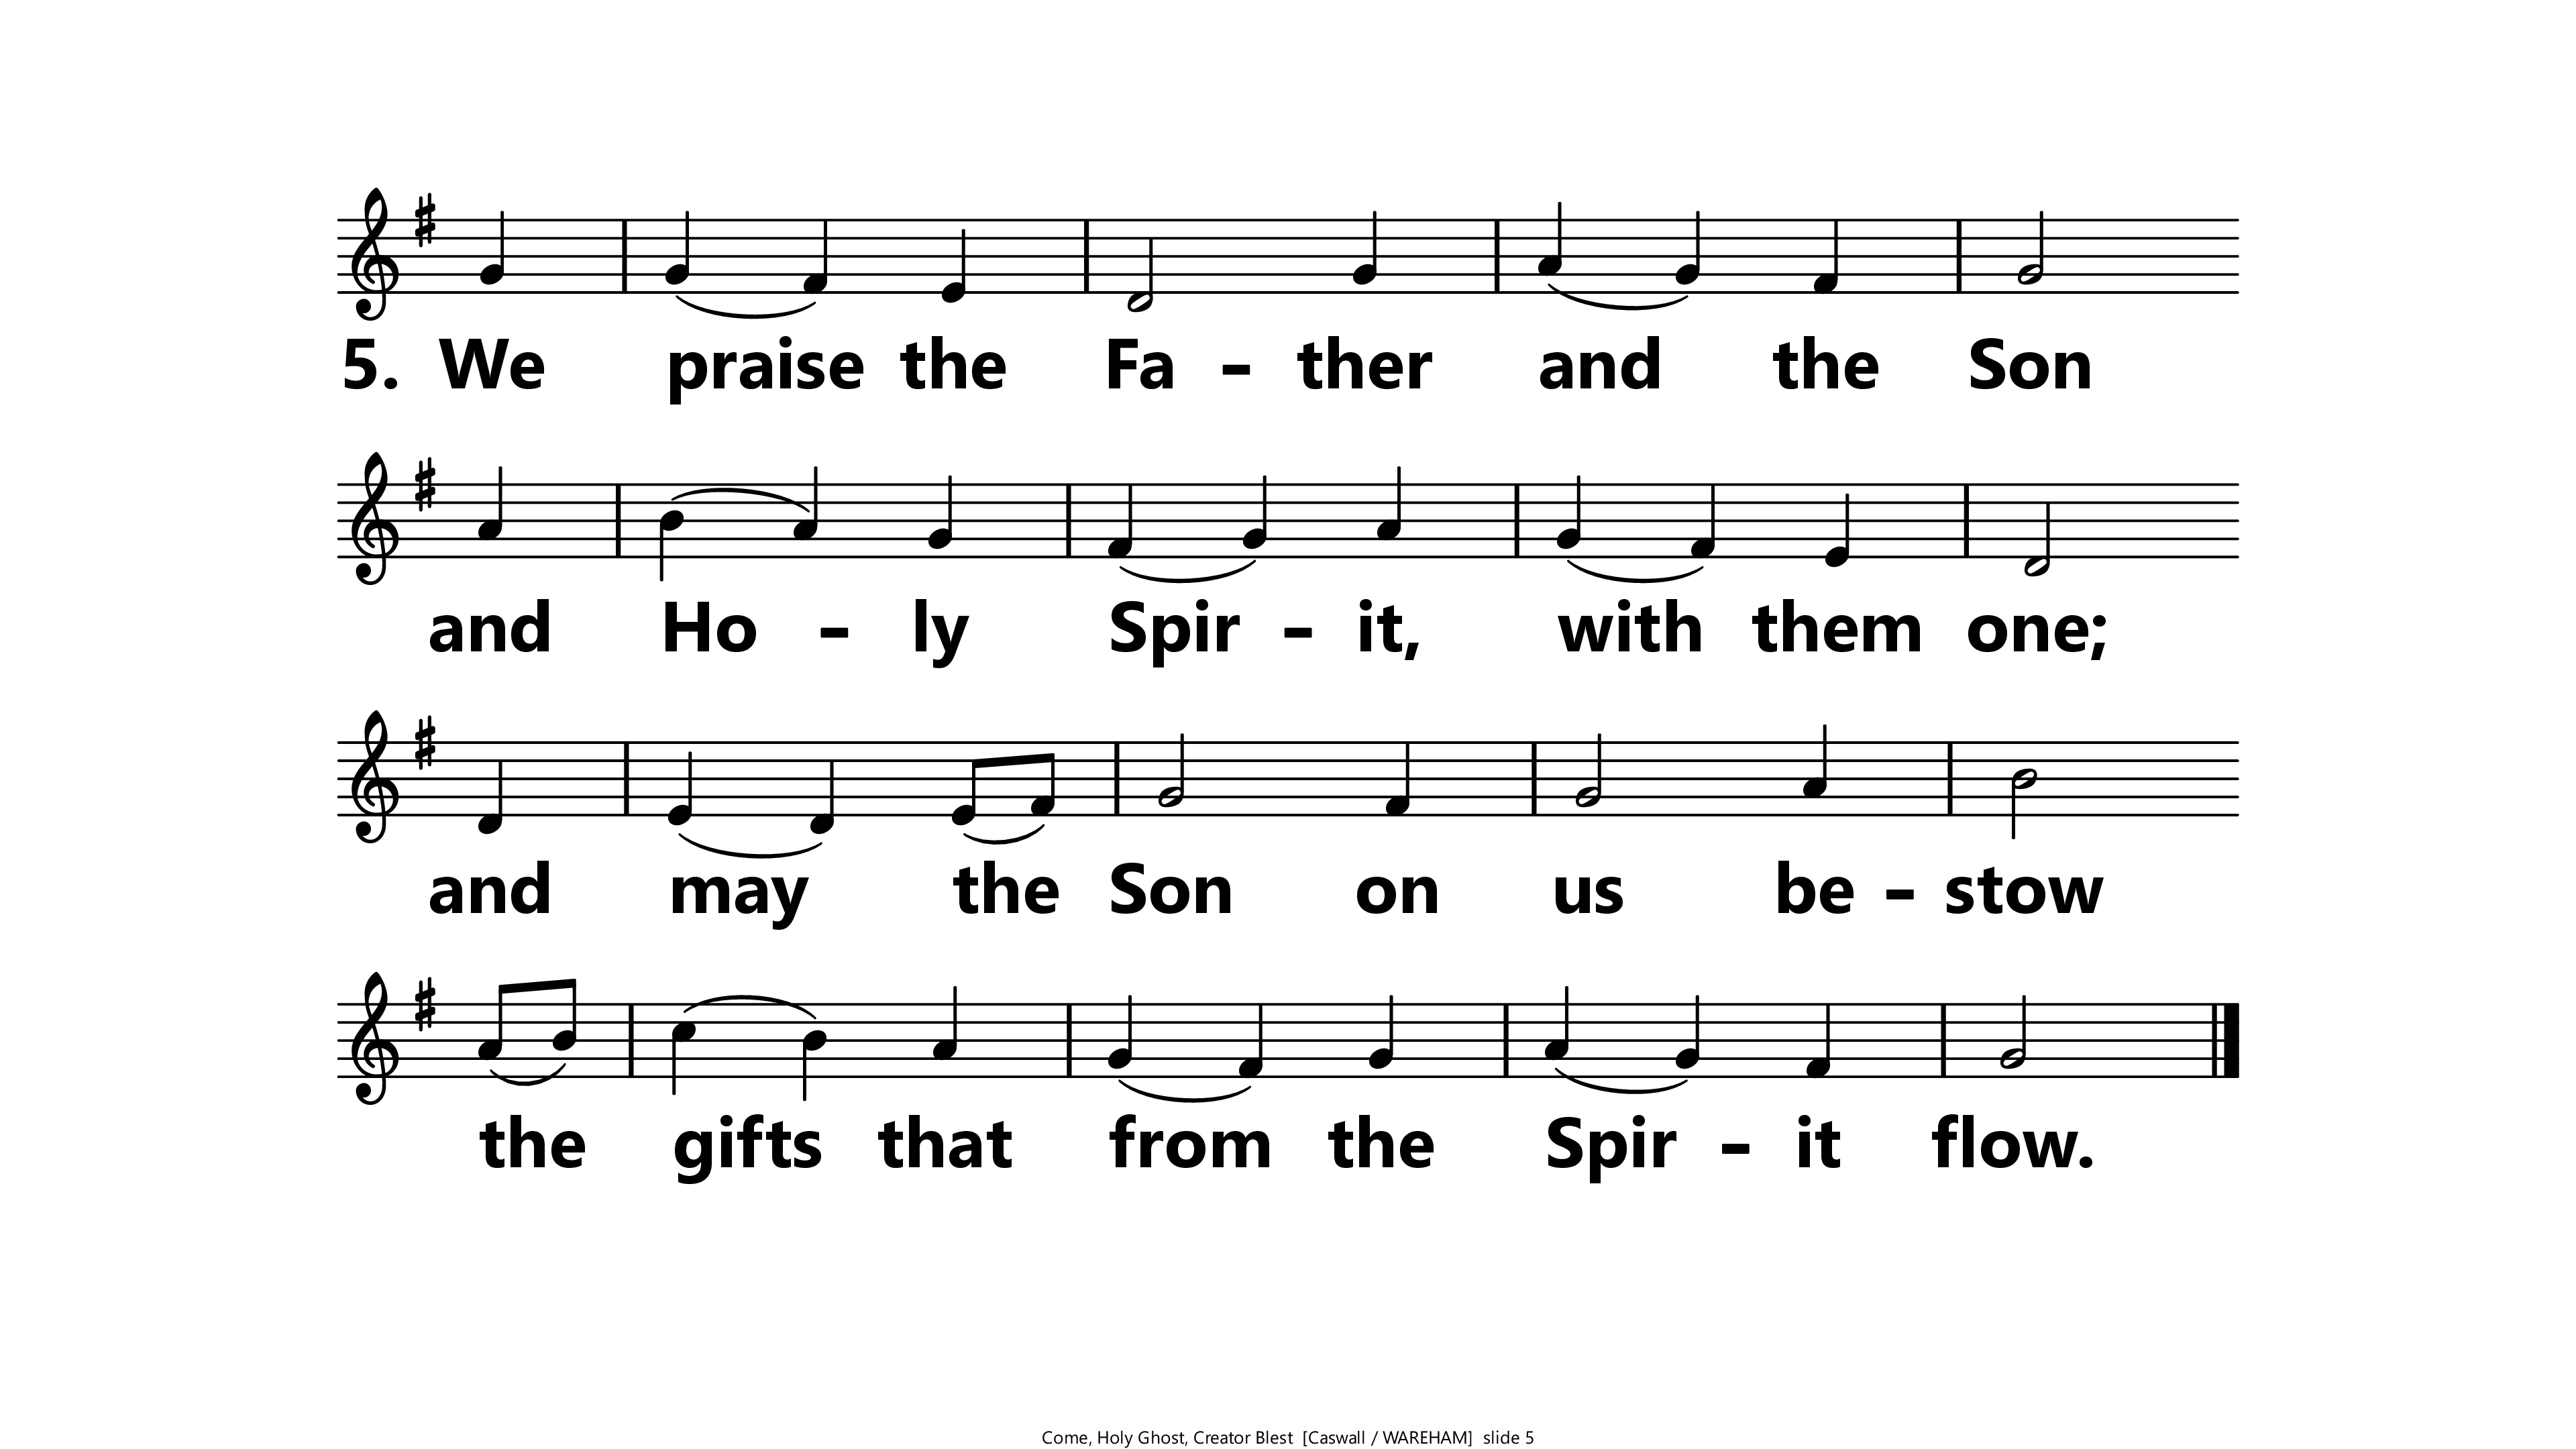 5. We praise the Fa - ther and the Son
and Ho - ly Spir - it, with them one;
and may the Son on us be - stow
the gifts that from the Spir - it flow.
Come, Holy Ghost, Creator Blest [Caswall / WAREHAM] slide 5